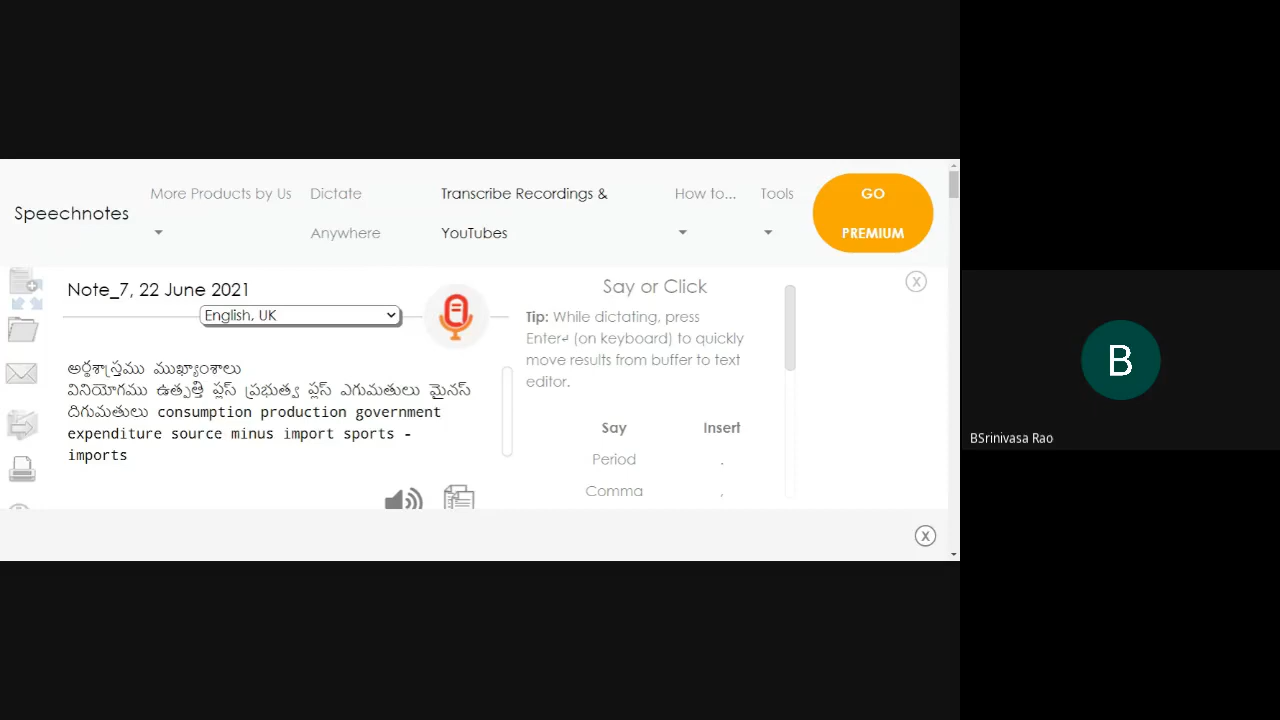 More Products by Us
Dictate Anywhere
Transcribe Recordings & YouTubes
How to...
Tools
GO PREMIUM
Speechnotes
Note_7, 22 June 2021
English, UK
అర్థశాస్త్రము ముఖ్యాంశాలు
వినియోగము ఉత్పత్తి ప్లస్ ప్రభుత్వ ప్లస్ ఎగుమతులు మైనస్
దిగుమతులు consumption production government
expenditure source minus import sports -
imports
Say or Click
Tip: While dictating, press
Enter↵ (on keyboard) to quickly
move results from buffer to text
editor.
Say Insert
Period .
Comma ,
X
X
B
BSrinivasa Rao